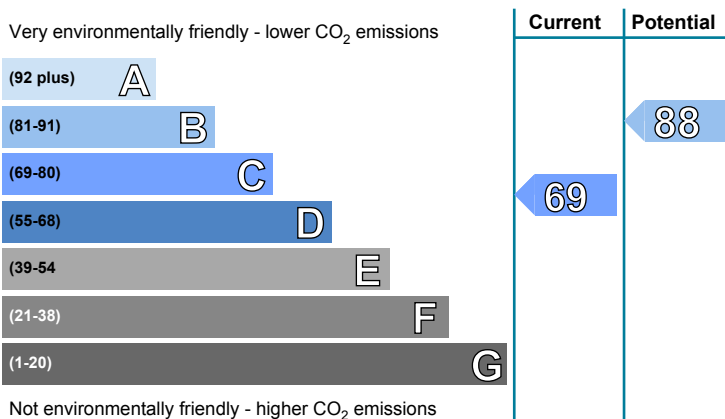 Current Potential
Very environmentally friendly - lower CO2 emissions
(92 plus) A
(81-91) B
88
(69-80) C
69
(55-68) D
(39-54 E
(21-38) F
(1-20) G
Not environmentally friendly - higher CO2 emissions